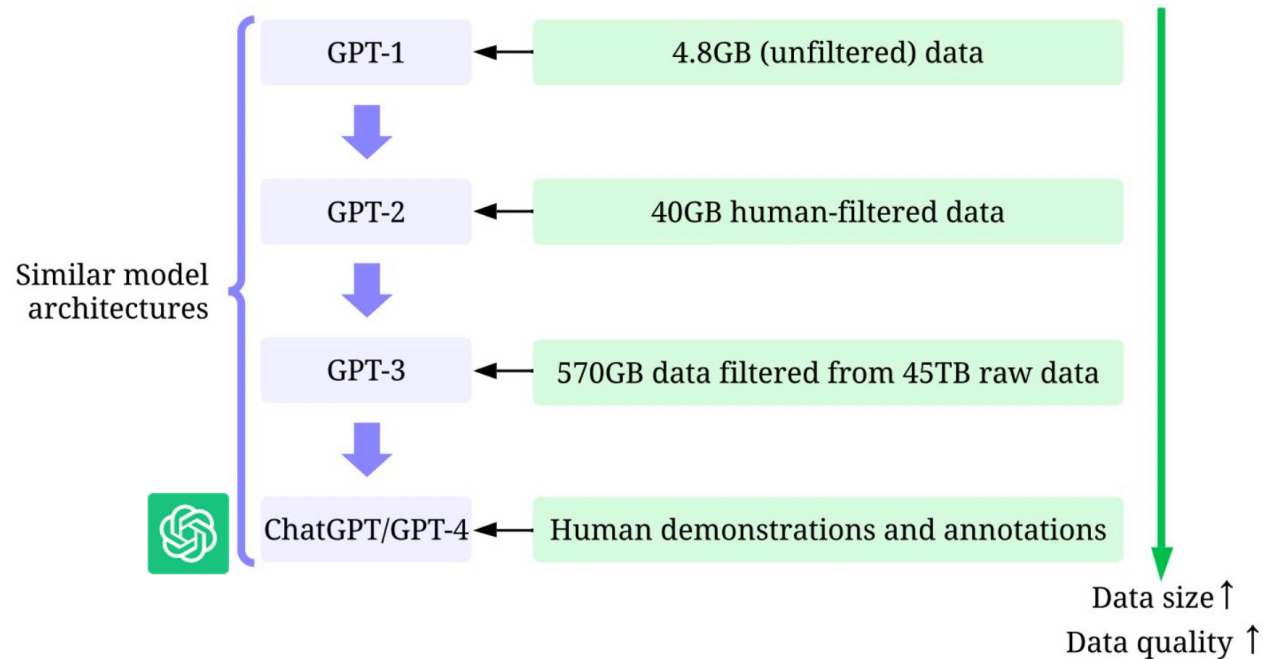 GPT-1
4.8GB (unfiltered) data
GPT-2
40GB human-filtered data
Similar model
architectures
GPT-3
570GB data filtered from 45TB raw data
ChatGPT/GPT-4
Human demonstrations and annotations
Data size↑
Data quality ↑